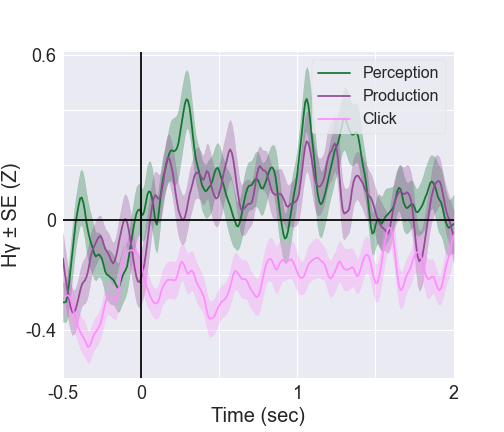 0.6
Perception
Production
Click
0
-0.4
Hγ ± SE (Z)
-0.5
0
1
2
Time (sec)